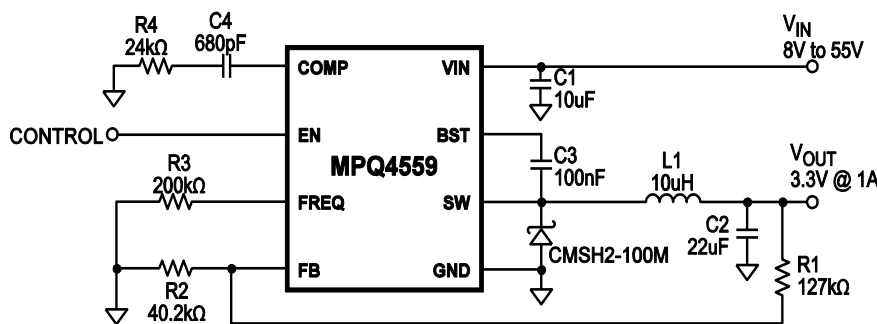 R4
24kΩ
C4
680pF
V_IN
8V to 55V
COMP
VIN
C1
10uF
CONTROL
EN
BST
MPQ4559
C3
100nF
L1
10uH
V_OUT
3.3V @ 1A
R3
200kΩ
FREQ
SW
C2
22uF
CMSH2-100M
FB
GND
R2
40.2kΩ
R1
127kΩ